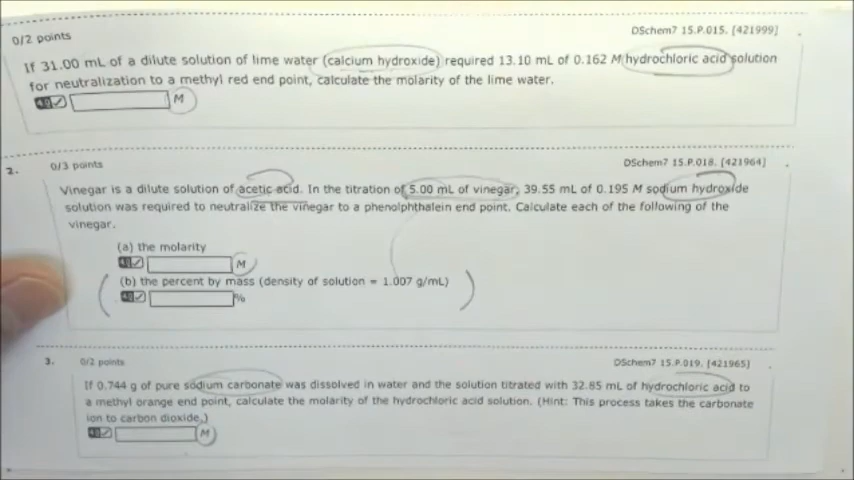 0/2 points DSchem7 15.P.015. [421999]
If 31.00 mL of a dilute solution of lime water (calcium hydroxide) required 13.10 mL of 0.162 M hydrochloric acid solution
for neutralization to a methyl red end point, calculate the molarity of the lime water.
M
2. 0/3 points DSchem7 15.P.018. [421964]
Vinegar is a dilute solution of acetic acid. In the titration of 5.00 mL of vinegar, 39.55 mL of 0.195 M sodium hydroxide
solution was required to neutralize the vinegar to a phenolphthalein end point. Calculate each of the following of the
vinegar.
(a) the molarity
M
(b) the percent by mass (density of solution = 1.007 g/mL)
%
3. 0/2 points DSchem7 15.P.019. [421965]
If 0.744 g of pure sodium carbonate was dissolved in water and the solution titrated with 32.85 mL of hydrochloric acid to
a methyl orange end point, calculate the molarity of the hydrochloric acid solution. (Hint: This process takes the carbonate
ion to carbon dioxide.)
M